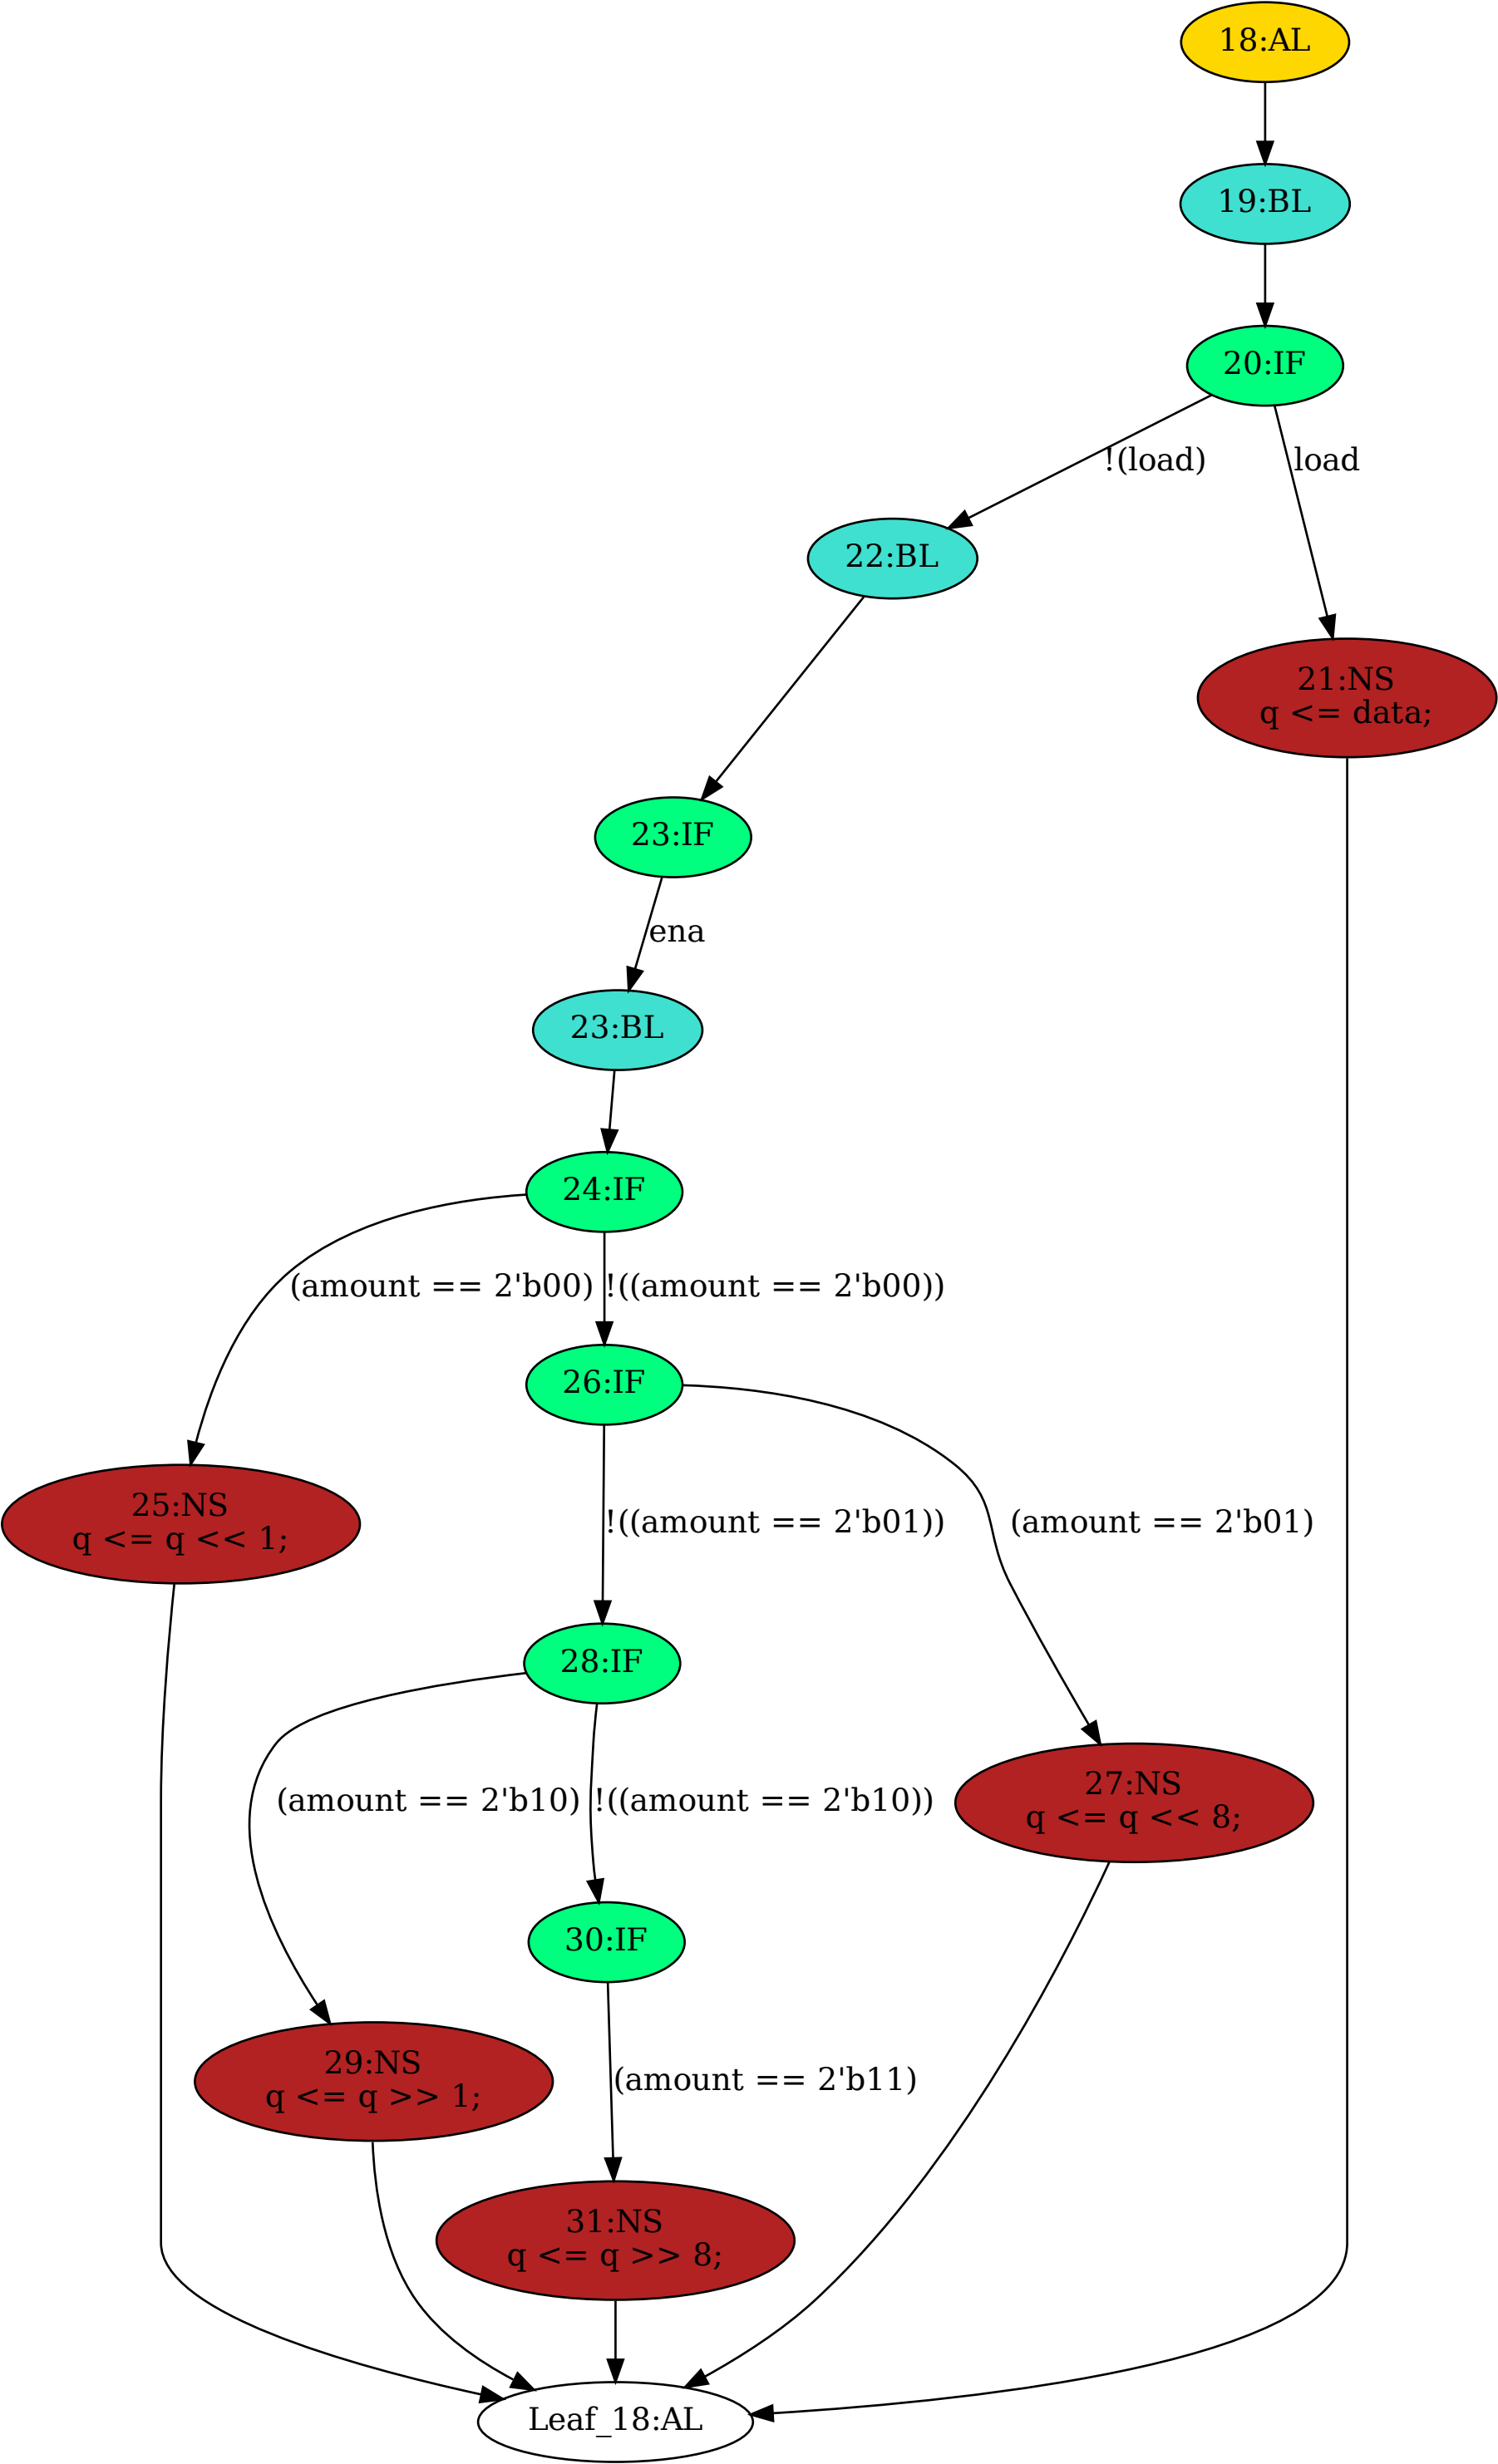 18:AL
19:BL
20:IF
!(load)
load
22:BL
21:NS
q <= data;
23:IF
ena
23:BL
24:IF
(amount == 2'b00)
!((amount == 2'b00))
26:IF
25:NS
q <= q << 1;
!((amount == 2'b01))
(amount == 2'b01)
28:IF
(amount == 2'b10)
!((amount == 2'b10))
27:NS
q <= q << 8;
30:IF
29:NS
q <= q >> 1;
(amount == 2'b11)
31:NS
q <= q >> 8;
Leaf_18:AL